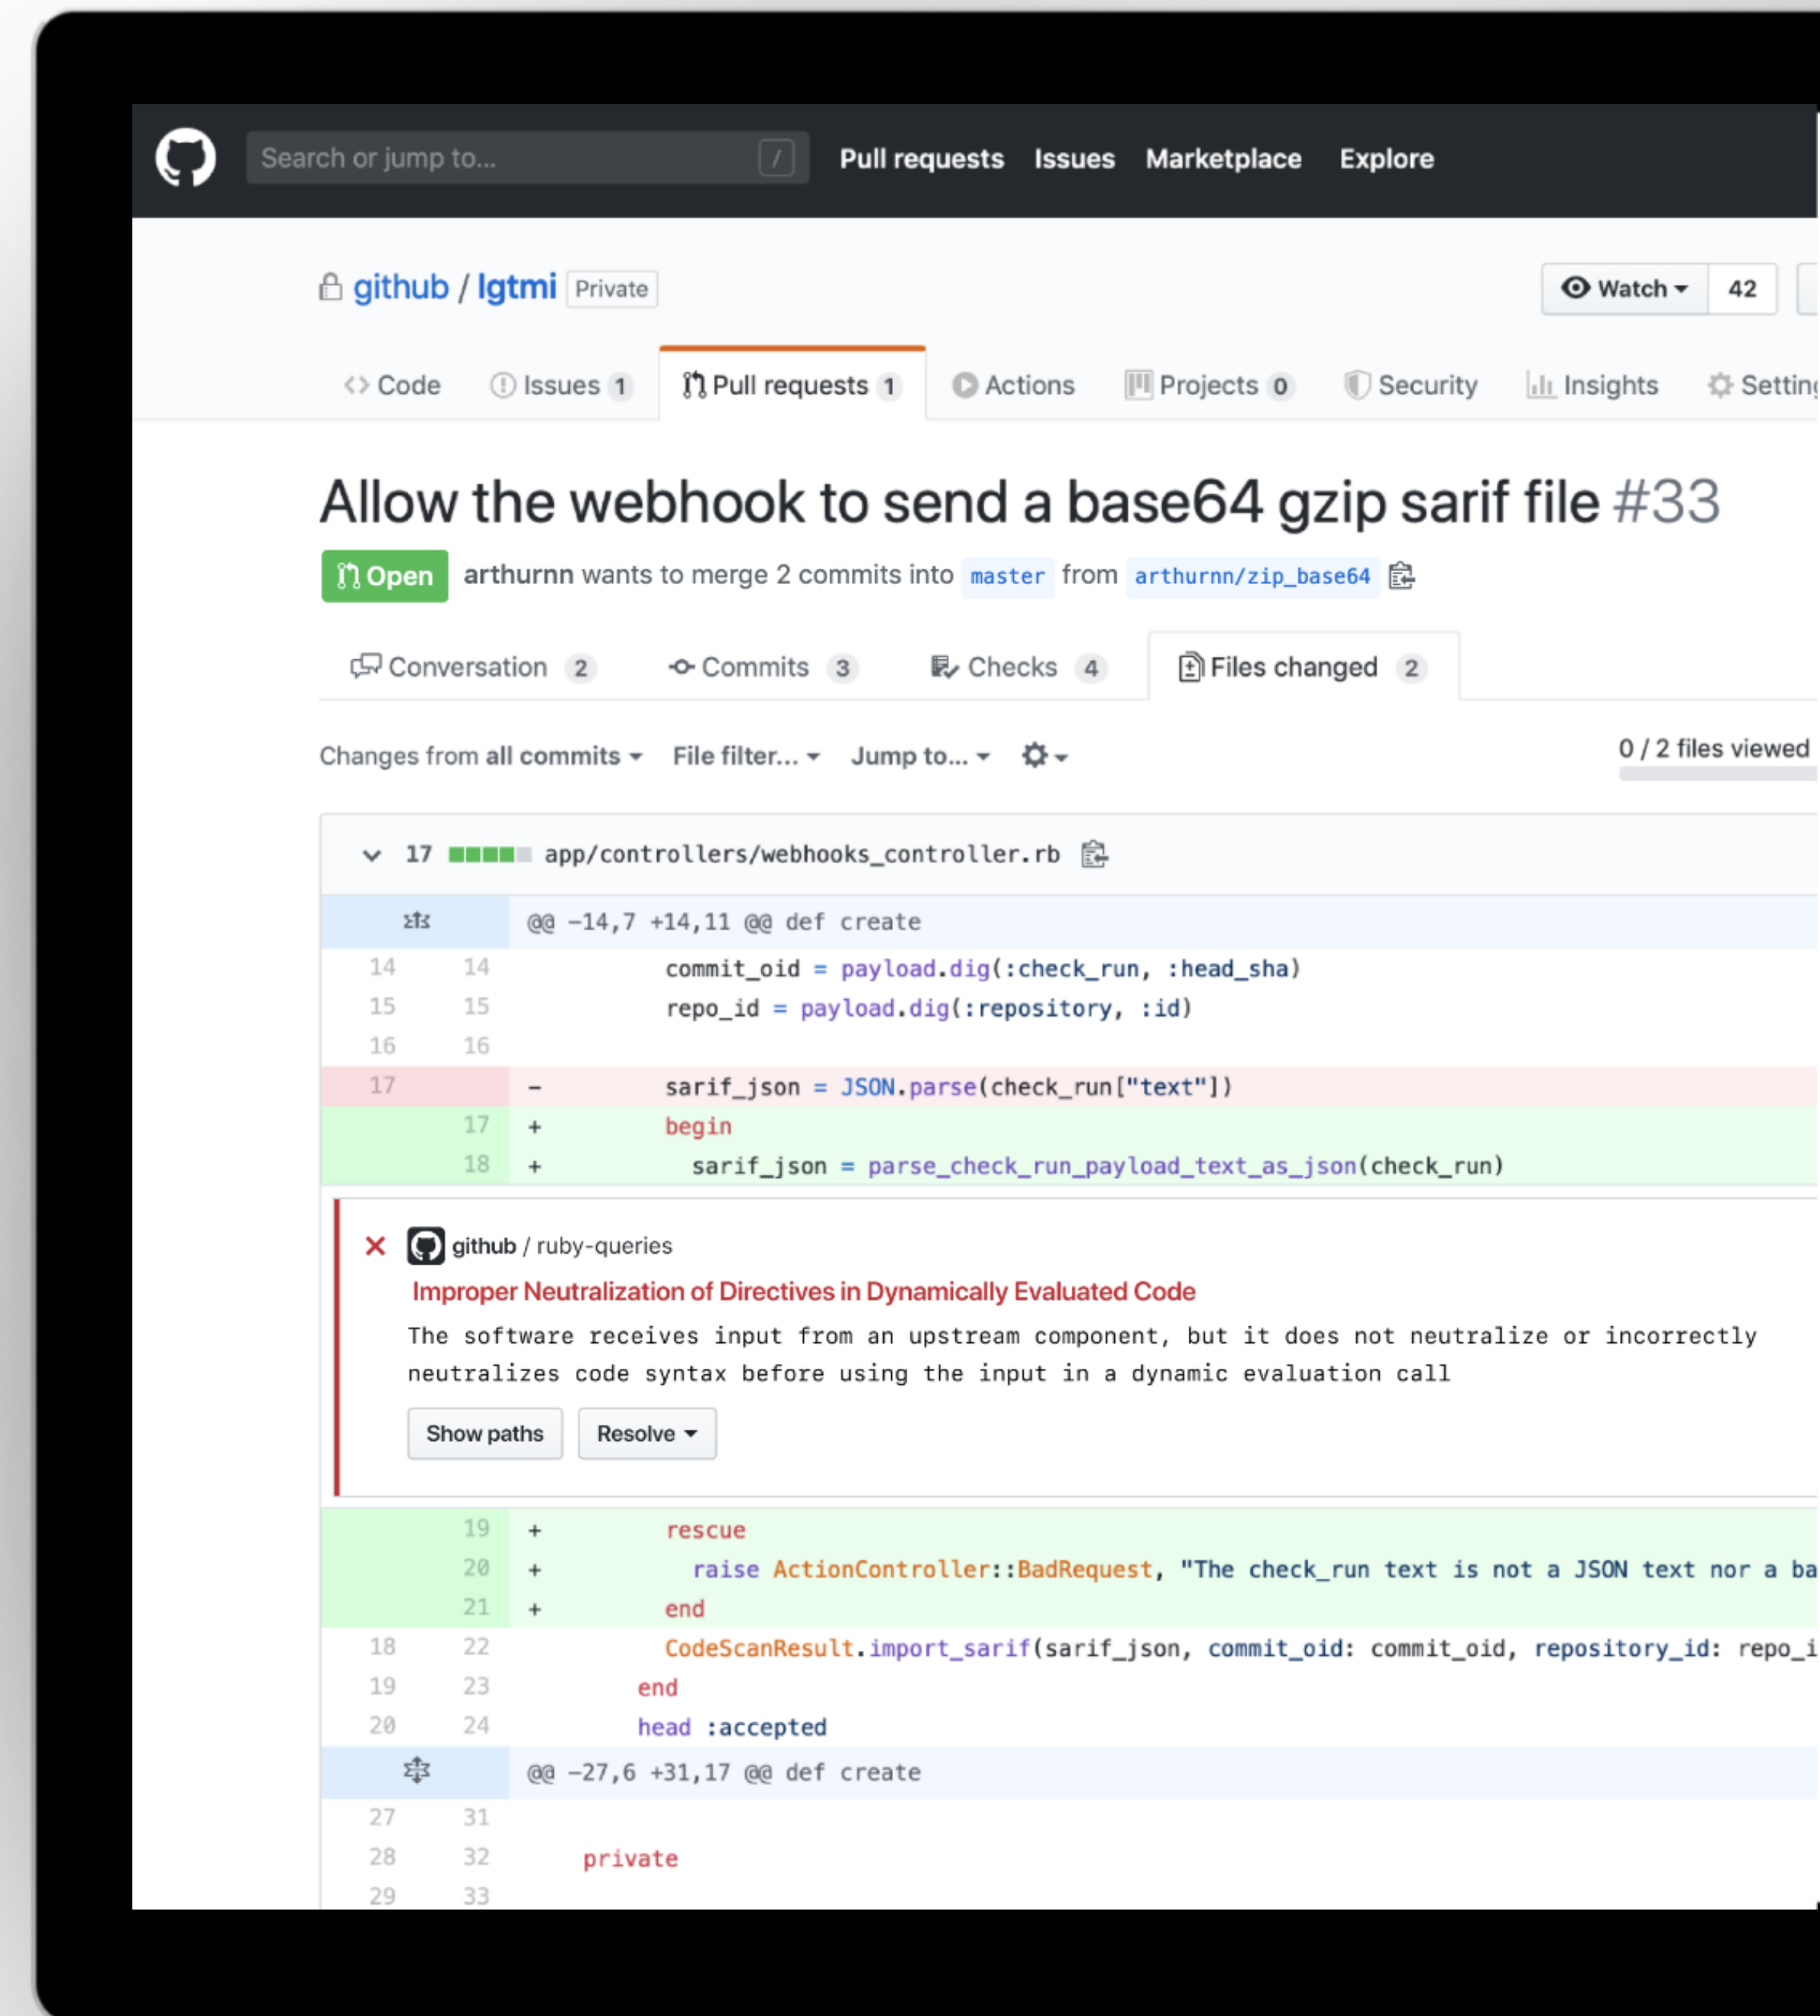 Search or jump to... / Pull requests Issues Marketplace Explore
github / lgtmi Private Watch 42
Code Issues 1 Pull requests 1 Actions Projects 0 Security Insights Setting
Allow the webhook to send a base64 gzip sarif file #33
Open arthurnn wants to merge 2 commits into master from arthurnn/zip_base64
Conversation 2 Commits 3 Checks 4 Files changed 2
Changes from all commits File filter... Jump to... 0 / 2 files viewed
17 app/controllers/webhooks_controller.rb
@@ -14,7 +14,11 @@ def create
14 14 commit_oid = payload.dig(:check_run, :head_sha)
15 15 repo_id = payload.dig(:repository, :id)
16 16
17 - sarif_json = JSON.parse(check_run["text"])
17 + begin
18 + sarif_json = parse_check_run_payload_text_as_json(check_run)
github / ruby-queries
Improper Neutralization of Directives in Dynamically Evaluated Code
The software receives input from an upstream component, but it does not neutralize or incorrectly
neutralizes code syntax before using the input in a dynamic evaluation call
Show paths Resolve
19 + rescue
20 + raise ActionController::BadRequest, "The check_run text is not a JSON text nor a ba
21 + end
18 22 CodeScanResult.import_sarif(sarif_json, commit_oid: commit_oid, repository_id: repo_i
19 23 end
20 24 head :accepted
@@ -27,6 +31,17 @@ def create
27 31
28 32 private
29 33